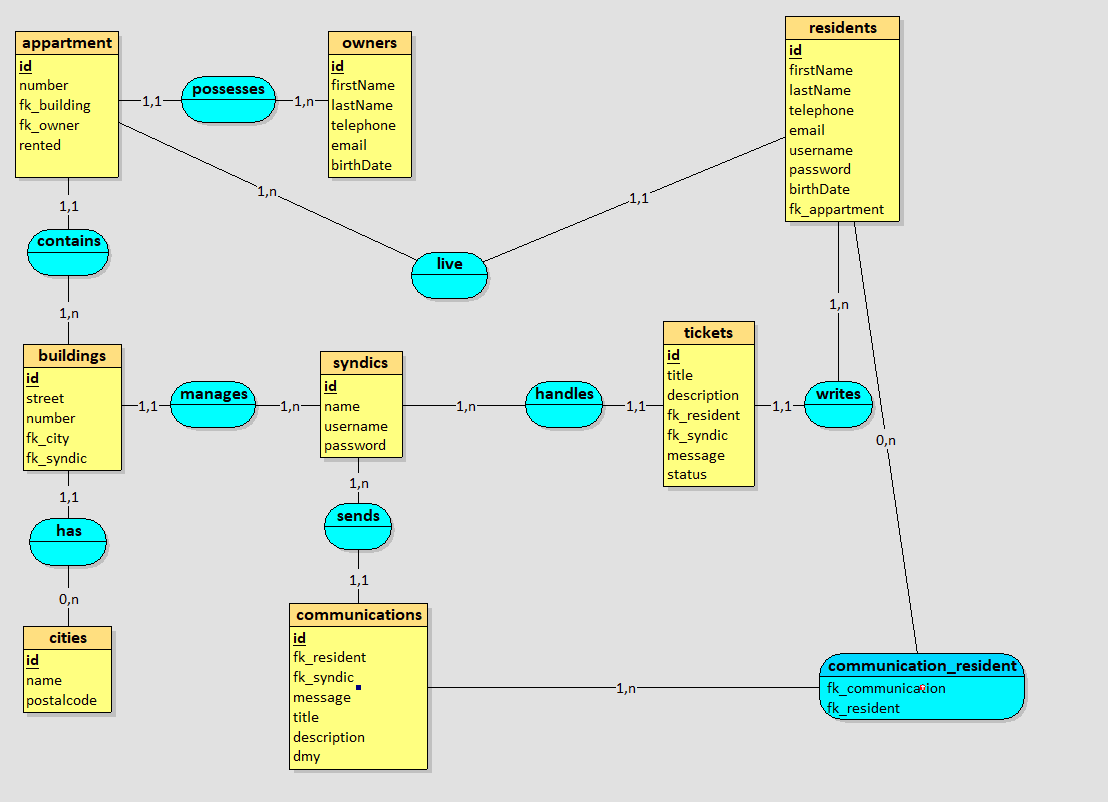 appartment
id
number
fk_building
fk_owner
rented
1,1
possesses
1,n
owners
id
firstName
lastName
telephone
email
birthDate
residents
id
firstName
lastName
telephone
email
username
password
birthDate
fk_appartment
1,n
1,1
live
1,1
contains
1,n
buildings
id
street
number
fk_city
fk_syndic
1,1
manages
1,n
syndics
id
name
username
password
1,n
handles
1,1
tickets
id
title
description
fk_resident
fk_syndic
message
status
1,1
writes
1,n
0,n
1,1
has
0,n
cities
id
name
postalcode
1,n
sends
1,1
communications
id
fk_resident
fk_syndic
message
title
description
dmy
1,n
communication_resident
fk_communication
fk_resident